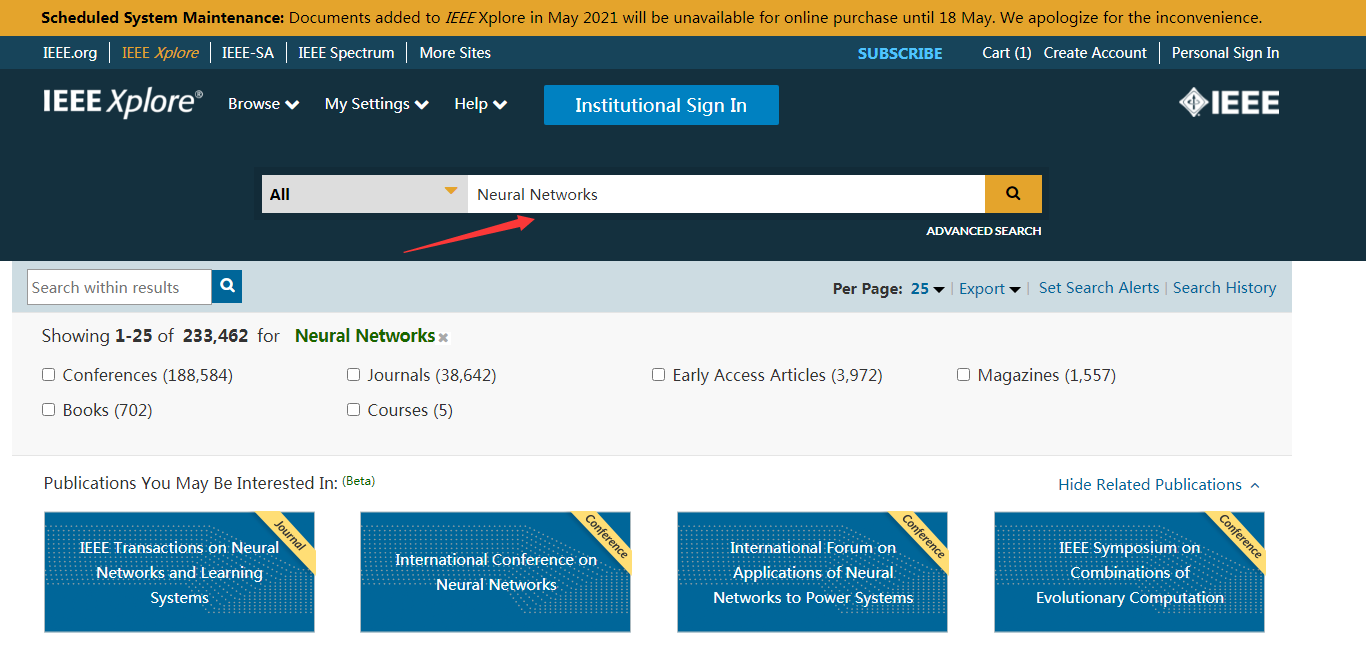 Scheduled System Maintenance: Documents added to IEEE Xplore in May 2021 will be unavailable for online purchase until 18 May. We apologize for the inconvenience.
IEEE.org IEEE Xplore IEEE-SA IEEE Spectrum More Sites SUBSCRIBE Cart (1) Create Account Personal Sign In
IEEE Xplore® Browse My Settings Help Institutional Sign In IEEE
All Neural Networks
ADVANCED SEARCH
Search within results Per Page: 25 | Export | Set Search Alerts | Search History
Showing 1-25 of 233,462 for Neural Networks
Conferences (188,584) Journals (38,642) Early Access Articles (3,972) Magazines (1,557)
Books (702) Courses (5)
Publications You May Be Interested In: (Beta) Hide Related Publications
Journal
IEEE Transactions on Neural
Networks and Learning
Systems
Conference
International Conference on
Neural Networks
Conference
International Forum on
Applications of Neural
Networks to Power Systems
Conference
IEEE Symposium on
Combinations of
Evolutionary Computation